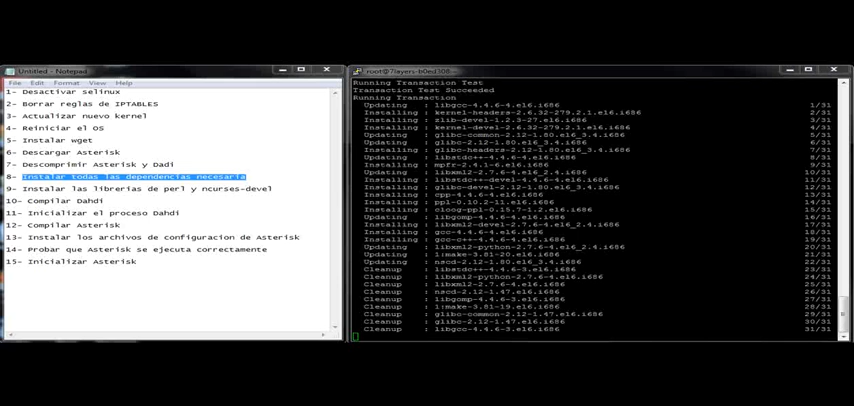 Untitled - Notepad
File Edit Format View Help
1- Desactivar selinux
2- Borrar reglas de IPTABLES
3- Actualizar nuevo kernel
4- Reiniciar el OS
5- Instalar wget
6- Descargar Asterisk
7- Descomprimir Asterisk y Dadi
8- Instalar todas las dependencias necesaria
9- Instalar las librerias de perl y ncurses-devel
10- Compilar Dahdi
11- Inicializar el proceso Dahdi
12- Compilar Asterisk
13- Instalar los archivos de configuracion de Asterisk
14- Probar que Asterisk se ejecuta correctamente
15- Inicializar Asterisk
Running Transaction Test
Transaction Test Succeeded
Running Transaction
Updating : libgcc-4.4.6-4.el6.i686 1/31
Installing : kernel-headers-2.6.32-279.2.1.el6.i686 2/31
Installing : zlib-devel-1.2.3-27.el6.i686 3/31
Installing : kernel-devel-2.6.32-279.2.1.el6.i686 4/31
Updating : glibc-common-2.12-1.80.el6_3.4.i686 5/31
Updating : glibc-2.12-1.80.el6_3.4.i686 6/31
Installing : glibc-headers-2.12-1.80.el6_3.4.i686 7/31
Updating : libstdc++-4.4.6-4.el6.i686 8/31
Installing : mpfr-2.4.1-6.el6.i686 9/31
Updating : libxml2-2.7.6-4.el6_2.4.i686 10/31
Installing : libstdc++-devel-4.4.6-4.el6.i686 11/31
Installing : glibc-devel-2.12-1.80.el6_3.4.i686 12/31
Installing : cpp-4.4.6-4.el6.i686 13/31
Installing : ppl-0.10.2-11.el6.i686 14/31
Installing : cloog-ppl-0.15.7-1.2.el6.i686 15/31
Updating : libgomp-4.4.6-4.el6.i686 16/31
Installing : libxml2-devel-2.7.6-4.el6_2.4.i686 17/31
Installing : gcc-4.4.6-4.el6.i686 18/31
Installing : gcc-c++-4.4.6-4.el6.i686 19/31
Updating : libxml2-python-2.7.6-4.el6_2.4.i686 20/31
Updating : 1:make-3.81-20.el6.i686 21/31
Updating : nscd-2.12-1.80.el6_3.4.i686 22/31
Cleanup : libstdc++-4.4.6-3.el6.i686 23/31
Cleanup : libxml2-python-2.7.6-4.el6.i686 24/31
Cleanup : libxml2-2.7.6-4.el6.i686 25/31
Cleanup : nscd-2.12-1.47.el6.i686 26/31
Cleanup : libgomp-4.4.6-3.el6.i686 27/31
Cleanup : 1:make-3.81-19.el6.i686 28/31
Cleanup : glibc-common-2.12-1.47.el6.i686 29/31
Cleanup : glibc-2.12-1.47.el6.i686 30/31
Cleanup : libgcc-4.4.6-3.el6.i686 31/31